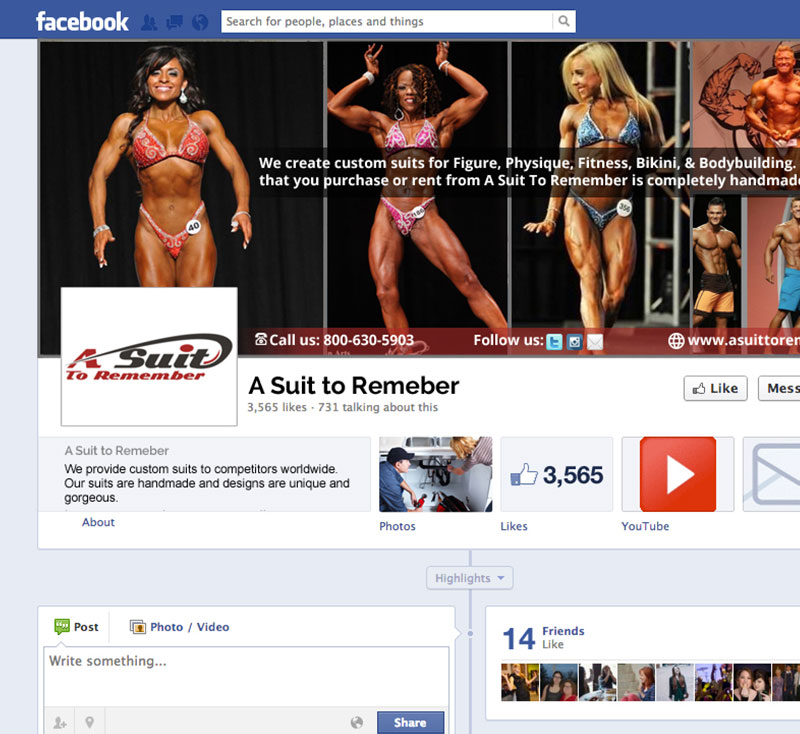 facebook
Search for people, places and things
40
186
356
We create custom suits for Figure, Physique, Fitness, Bikini, & Bodybuilding.
that you purchase or rent from A Suit To Remember is completely handmade
Call us: 800-630-5903
Follow us:
www.asuittorem
A Suit
To Remember
A Suit to Remeber
3,565 likes · 731 talking about this
Like
Mess
A Suit to Remeber
We provide custom suits to competitors worldwide.
Our suits are handmade and designs are unique and
gorgeous.
About
3,565
Photos
Likes
YouTube
Highlights
Post
Photo / Video
Write something...
Share
14
Friends
Like